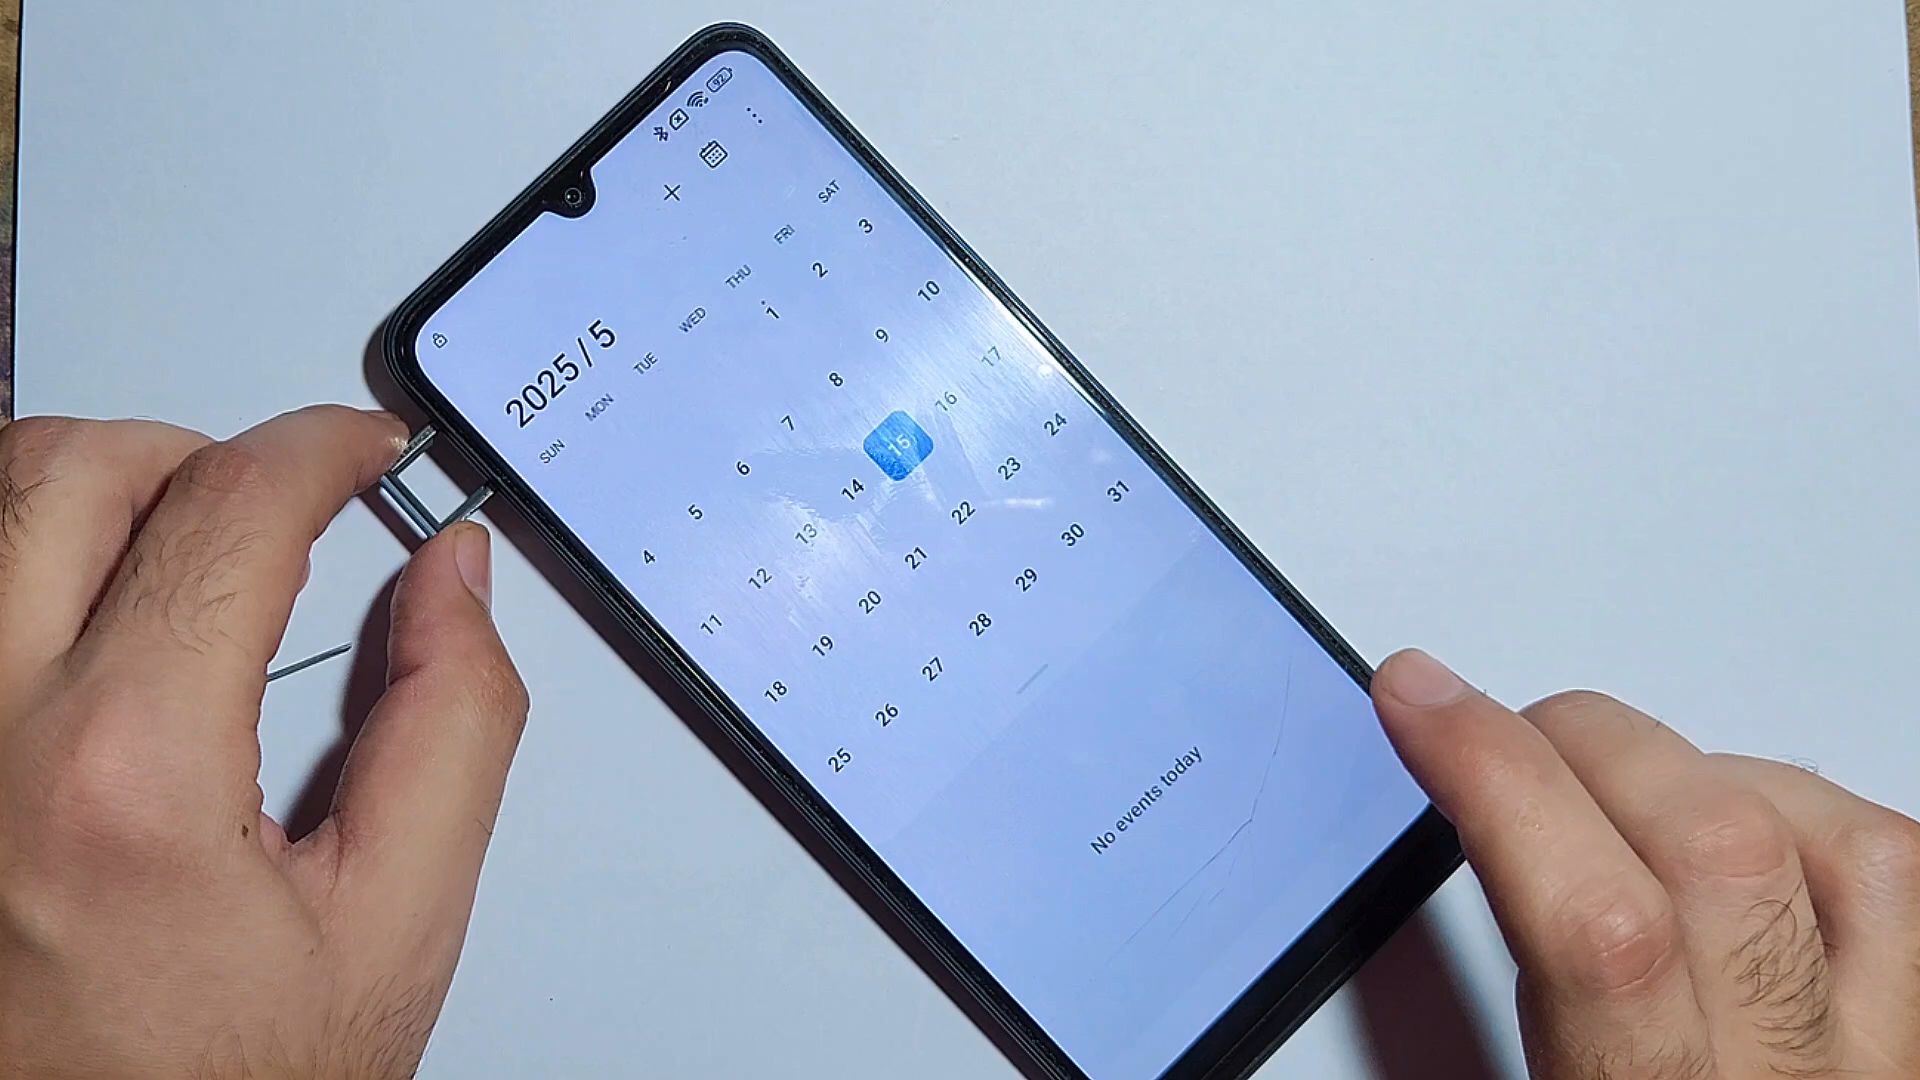 92
2025 / 5
SUN MON TUE WED THU FRI SAT
1 2 3
4 5 6 7 8 9 10
11 12 13 14 15 16 17
18 19 20 21 22 23 24
25 26 27 28 29 30 31
No events today